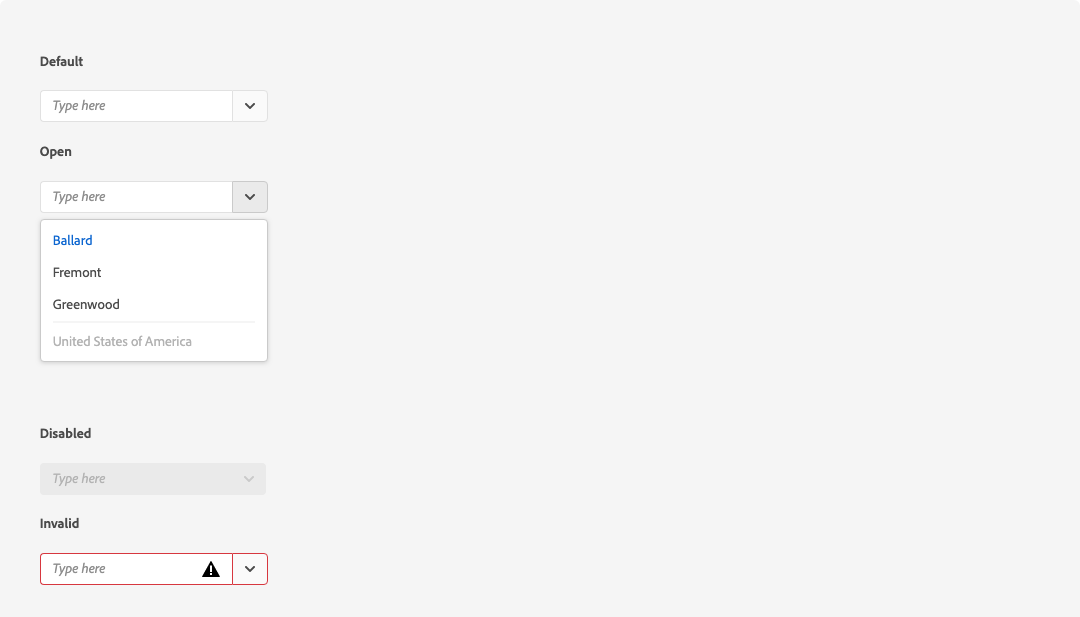 Default
Type here
Open
Type here
Ballard
Fremont
Greenwood
United States of America
Disabled
Type here
Invalid
Type here